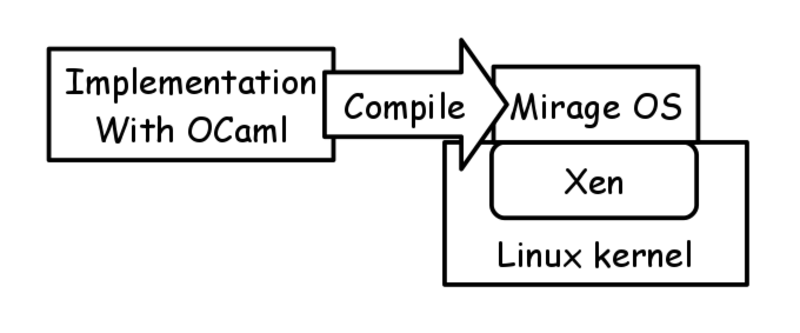 Implementation
With OCaml
Compile
Mirage OS
Xen
Linux kernel